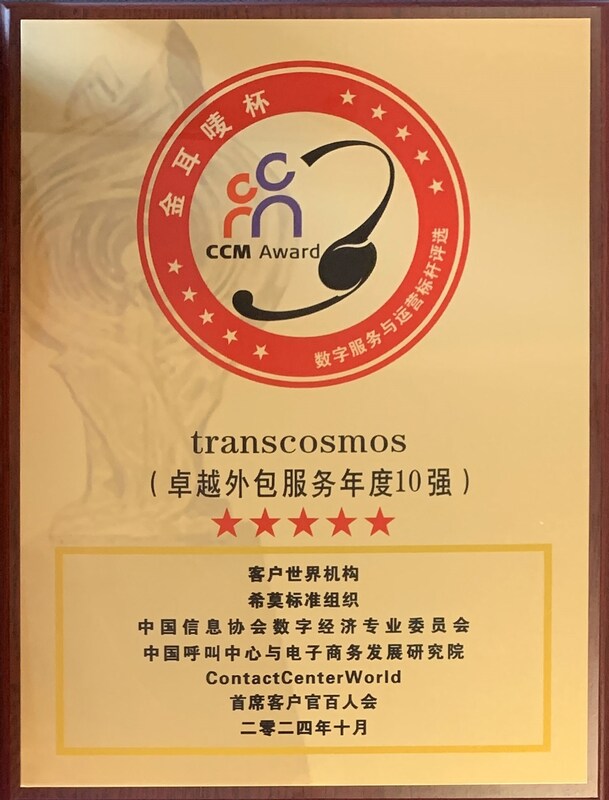 金耳唛杯
CCM Award
数字服务与运营标杆评选
transcosmos
（卓越外包服务年度10强）
客户世界机构
希莫标准组织
中国信息协会数字经济专业委员会
中国呼叫中心与电子商务发展研究院
ContactCenterWorld
首席客户官百人会
二零二四年十月